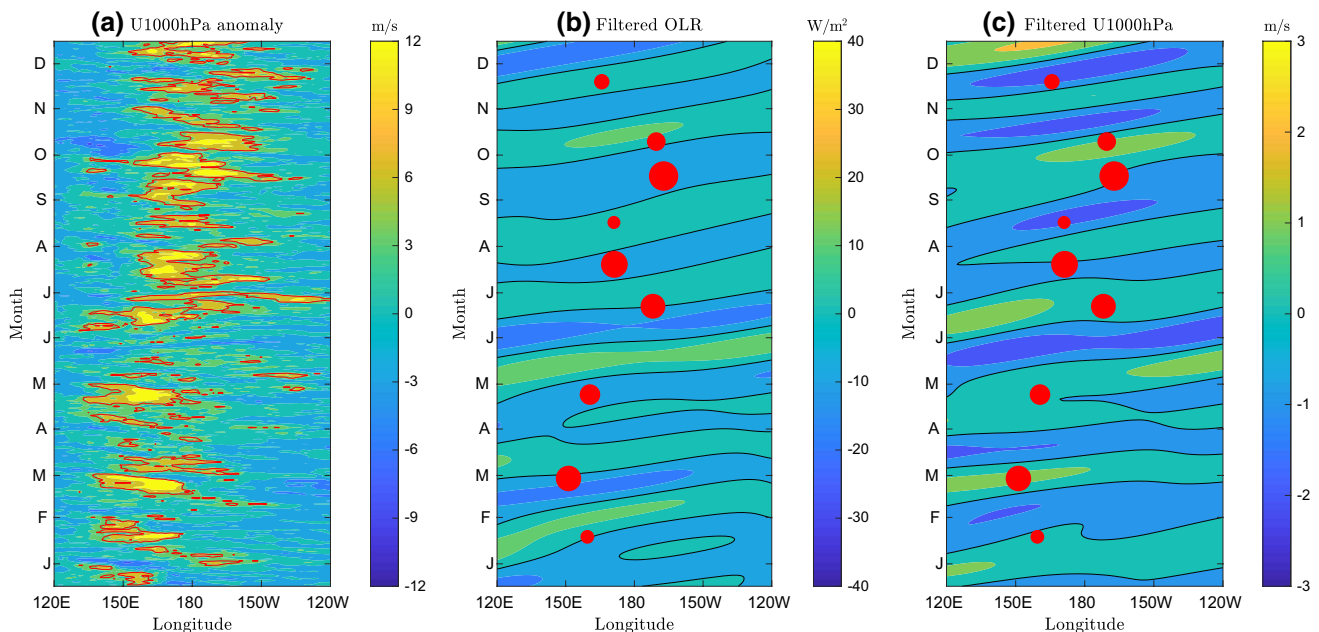 (a) U1000hPa anomaly m/s
12
9
6
3
0
-3
-6
-9
-12
D
N
O
S
A
J
J
M
A
M
F
J
Month
120E 150E 180 150W 120W
Longitude
(b) Filtered OLR W/m²
40
30
20
10
0
-10
-20
-30
-40
D
N
O
S
A
J
J
M
A
M
F
J
Month
120E 150E 180 150W 120W
Longitude
(c) Filtered U1000hPa m/s
3
2
1
0
-1
-2
-3
D
N
O
S
A
J
J
M
A
M
F
J
Month
120E 150E 180 150W 120W
Longitude